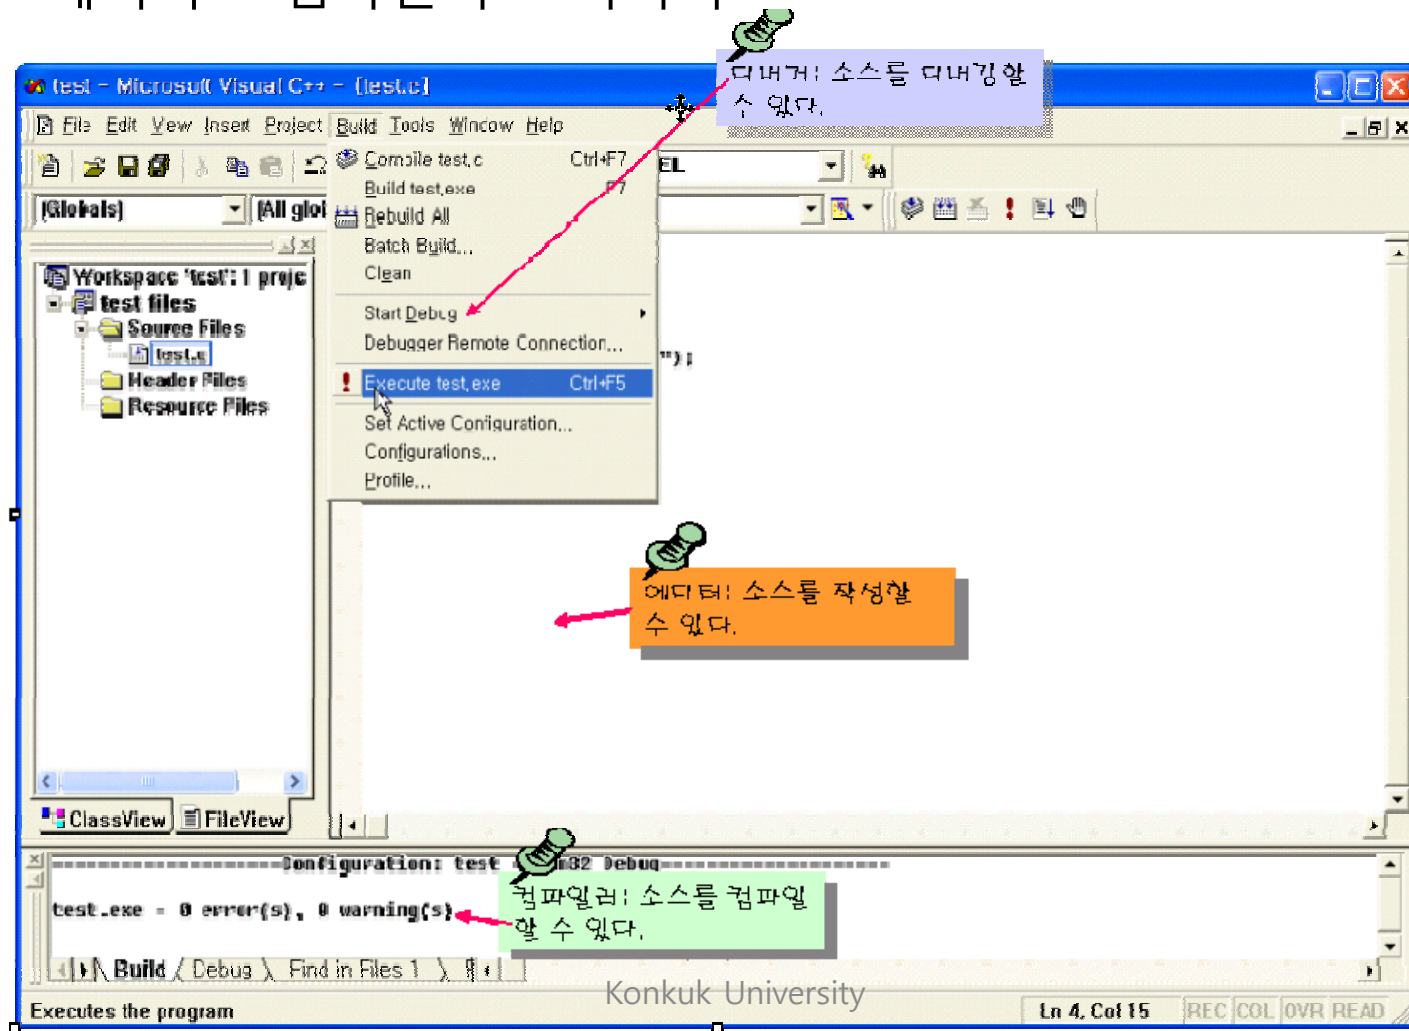 디버거: 소스를 디버깅할
수 있다.
test - Microsoft Visual C++ - [test.c]
File Edit View Insert Project Build Tools Window Help
Compile test.c Ctrl+F7
Build test.exe F7
Rebuild All
Batch Build...
Clean
Start Debug
Debugger Remote Connection...
Execute test.exe Ctrl+F5
Set Active Configuration...
Configurations...
Profile...
(Globals) (All glob
Workspace 'test': 1 proje
test files
Source Files
test.c
Header Files
Resource Files
");
에디터: 소스를 작성할
수 있다.
ClassView FileView
--------------------Configuration: test - Win32 Debug--------------------
컴파일러: 소스를 컴파일
할 수 있다.
test.exe - 0 error(s), 0 warning(s)
Build Debug Find in Files 1
Konkuk University
Executes the program
Ln 4, Col 15 REC COL OVR READ